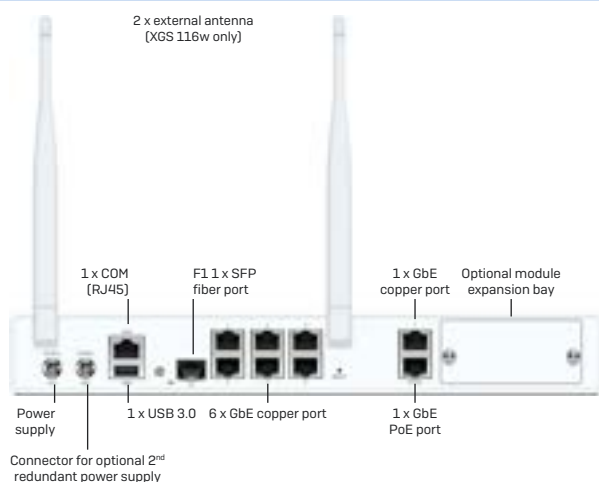 2 x external antenna
(XGS 116w only)
1 x COM
(RJ45)
F1 1 x SFP
fiber port
1 x GbE
copper port
Optional module
expansion bay
Power
supply
1 x USB 3.0
6 x GbE copper port
1 x GbE
PoE port
Connector for optional 2nd
redundant power supply